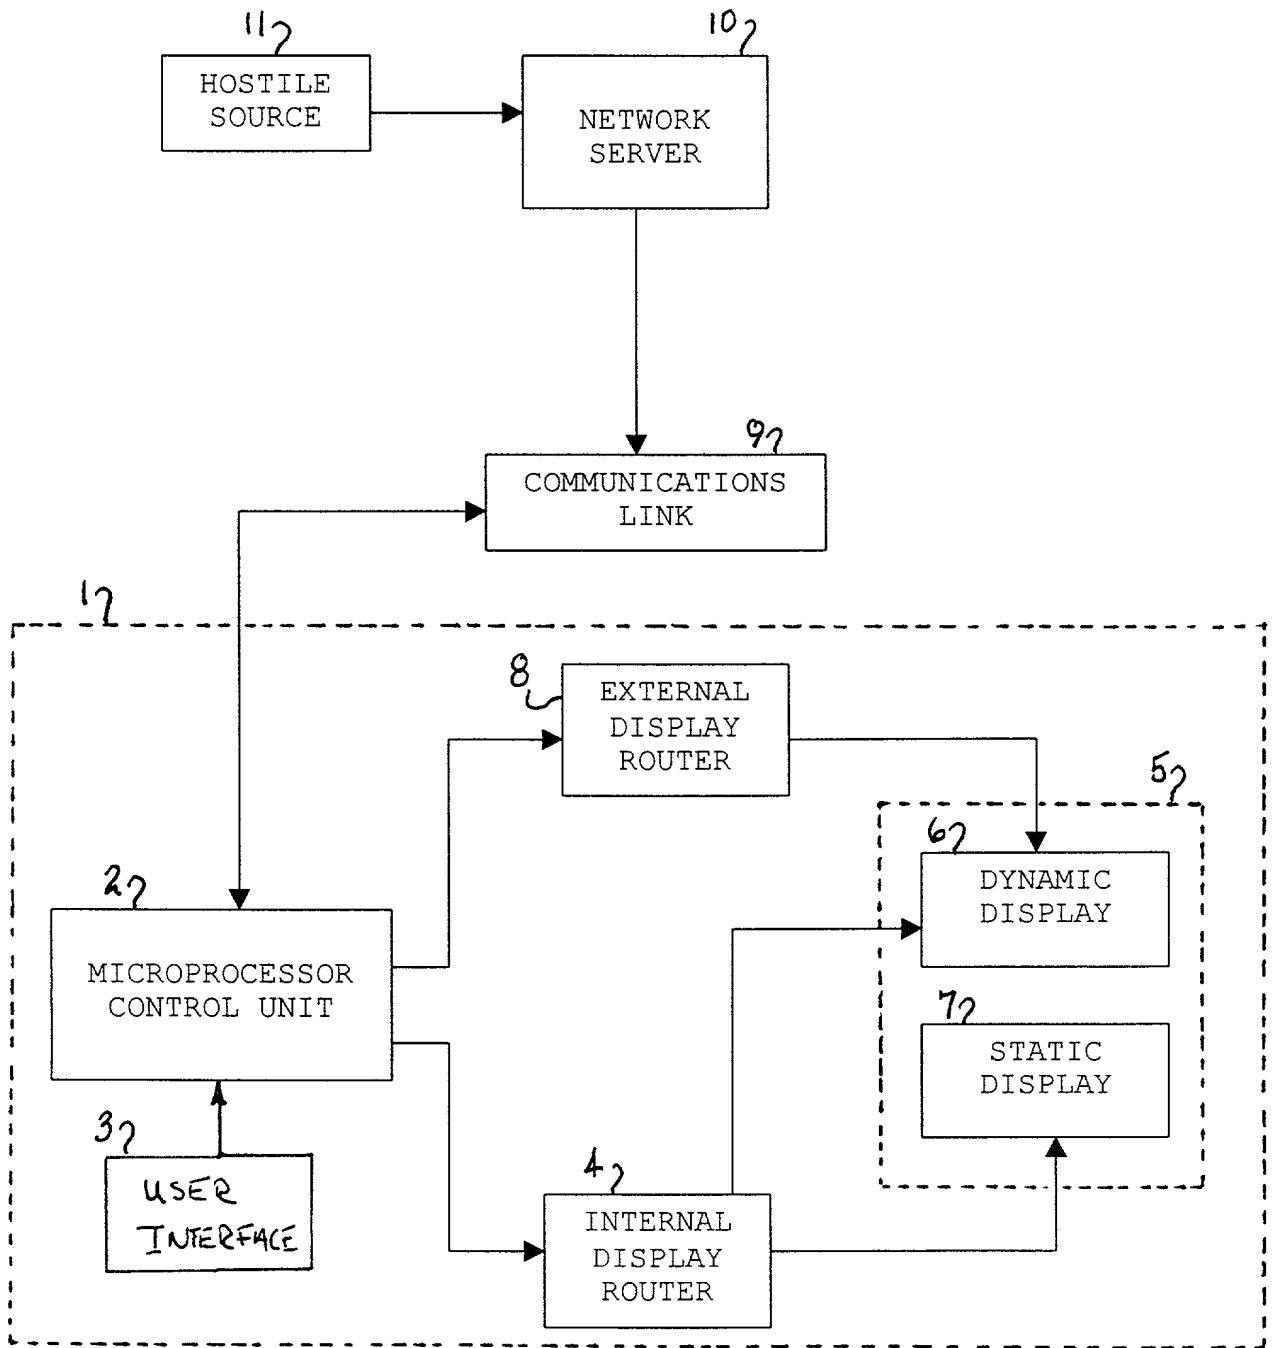 11
HOSTILE
SOURCE
10
NETWORK
SERVER
9
COMMUNICATIONS
LINK
1
8
EXTERNAL
DISPLAY
ROUTER
5
6
DYNAMIC
DISPLAY
2
MICROPROCESSOR
CONTROL UNIT
7
STATIC
DISPLAY
3
USER
INTERFACE
4
INTERNAL
DISPLAY
ROUTER